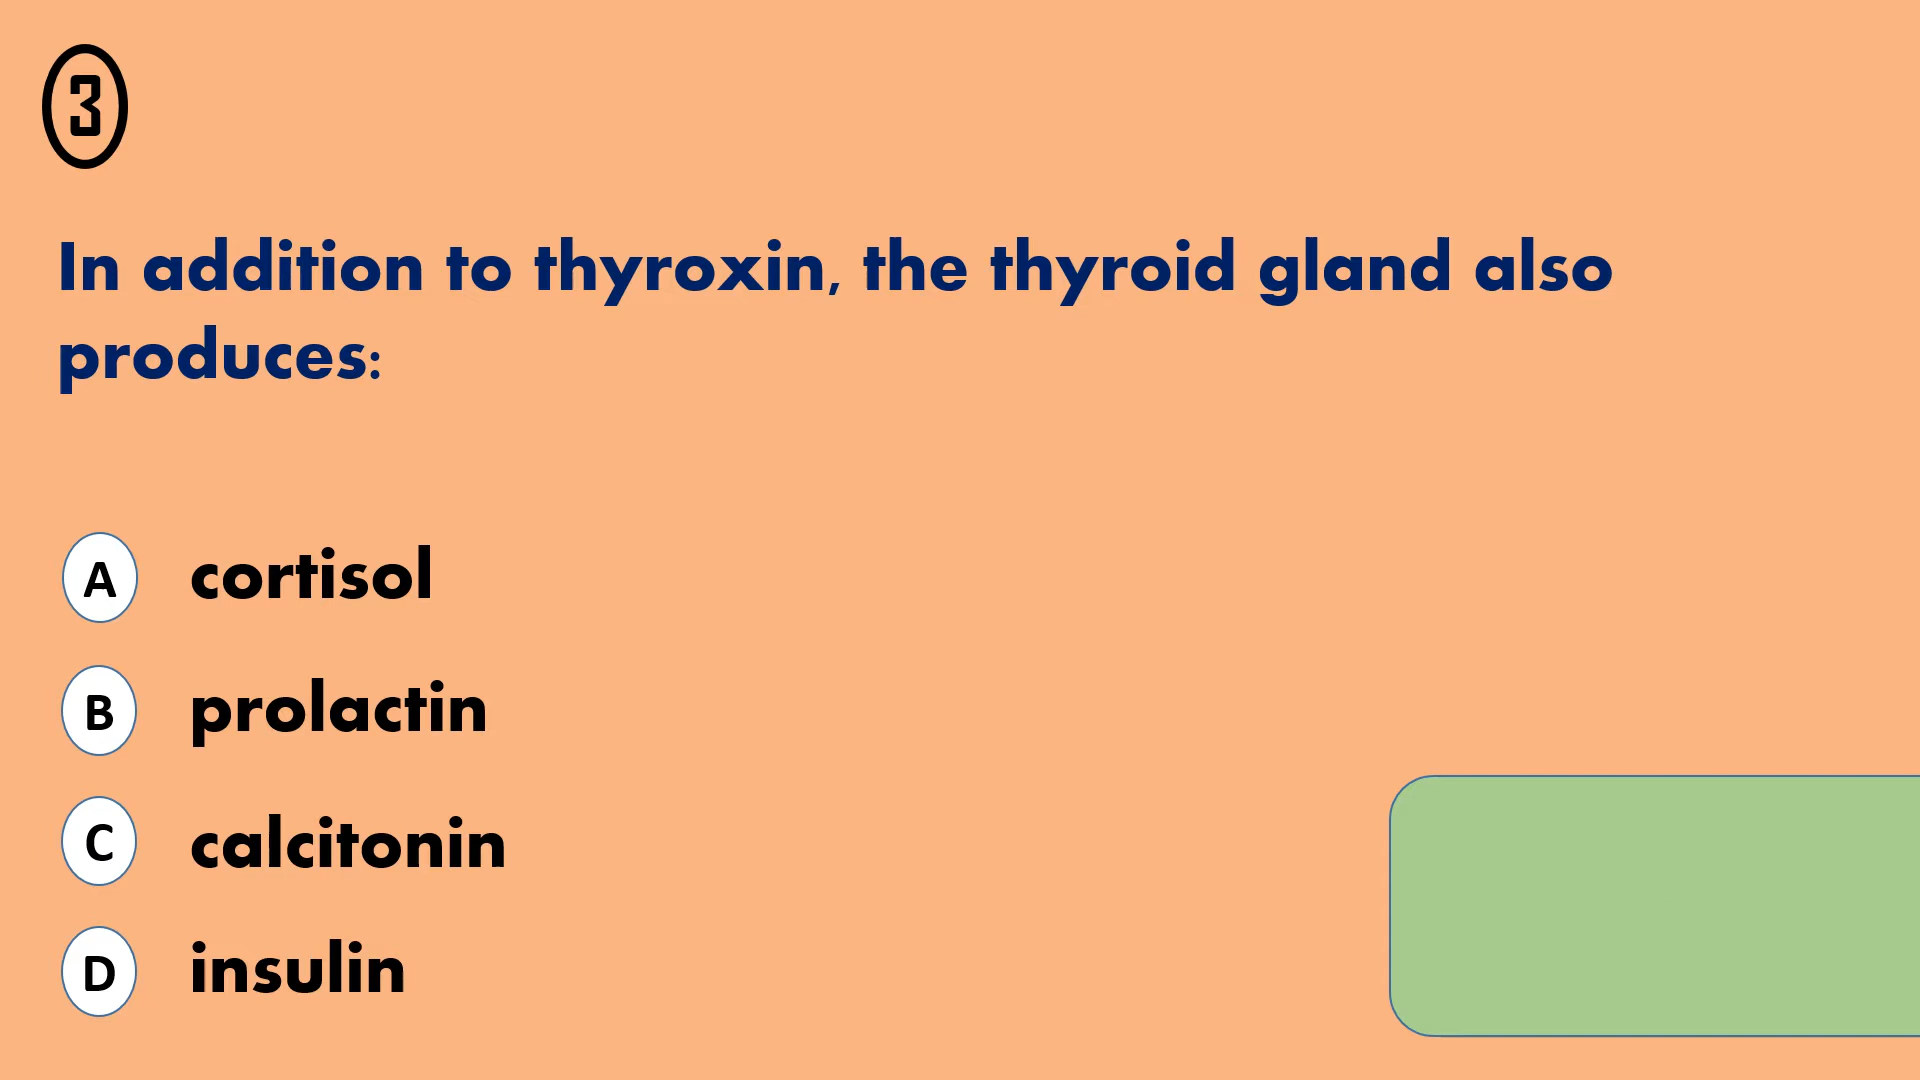 3
In addition to thyroxin, the thyroid gland also
produces:
A cortisol
B prolactin
C calcitonin
D insulin